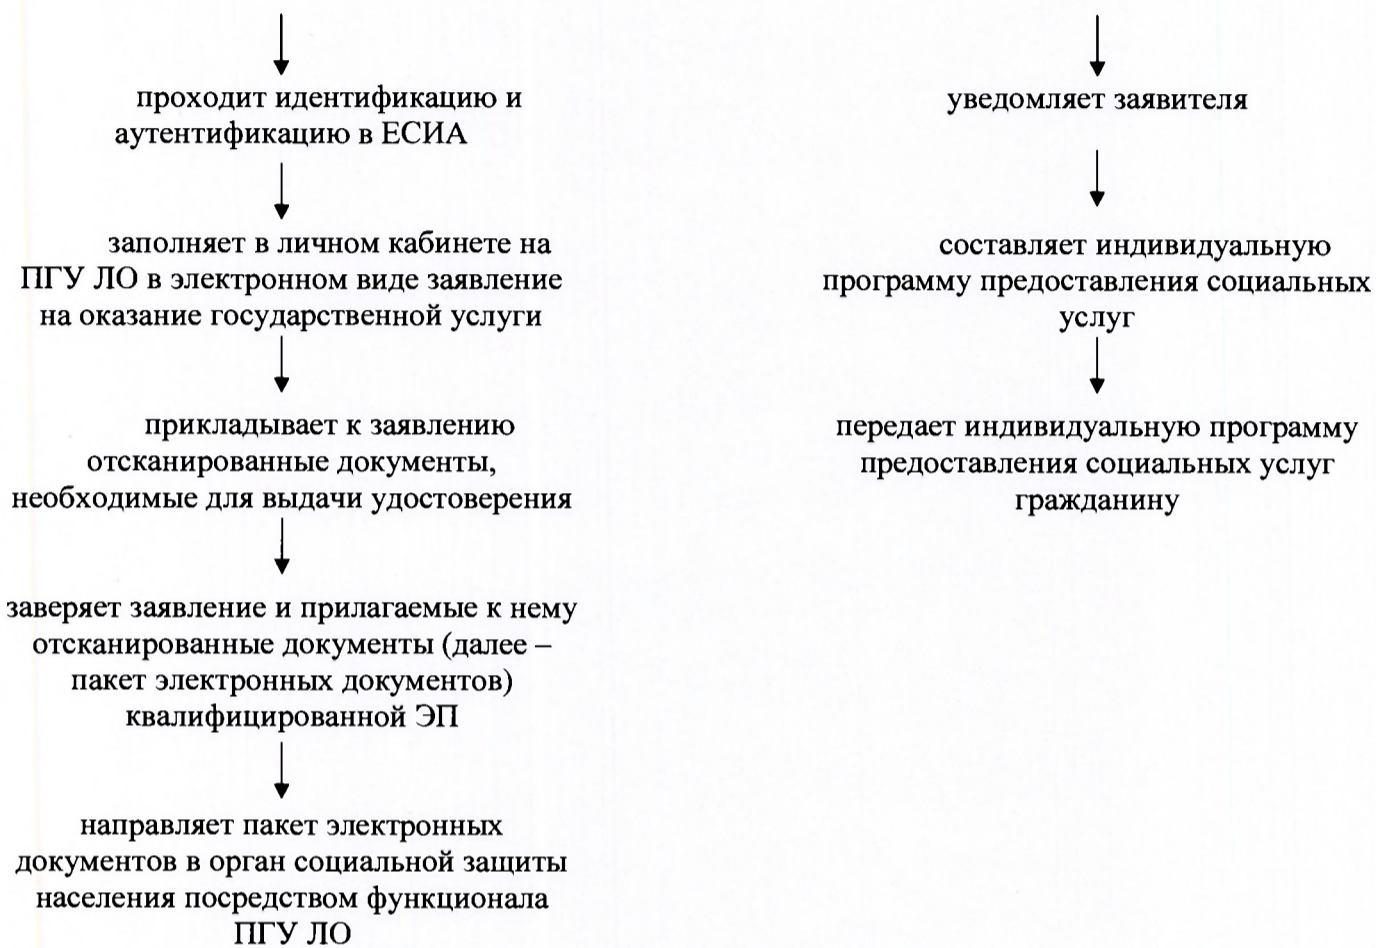 проходит идентификацию и
аутентификацию в ЕСИА
заполняет в личном кабинете на
ПГУ ЛО в электронном виде заявление
на оказание государственной услуги
прикладывает к заявлению
отсканированные документы,
необходимые для выдачи удостоверения
заверяет заявление и прилагаемые к нему
отсканированные документы (далее –
пакет электронных документов)
квалифицированной ЭП
направляет пакет электронных
документов в орган социальной защиты
населения посредством функционала
ПГУ ЛО
уведомляет заявителя
составляет индивидуальную
программу предоставления социальных
услуг
передает индивидуальную программу
предоставления социальных услуг
гражданину